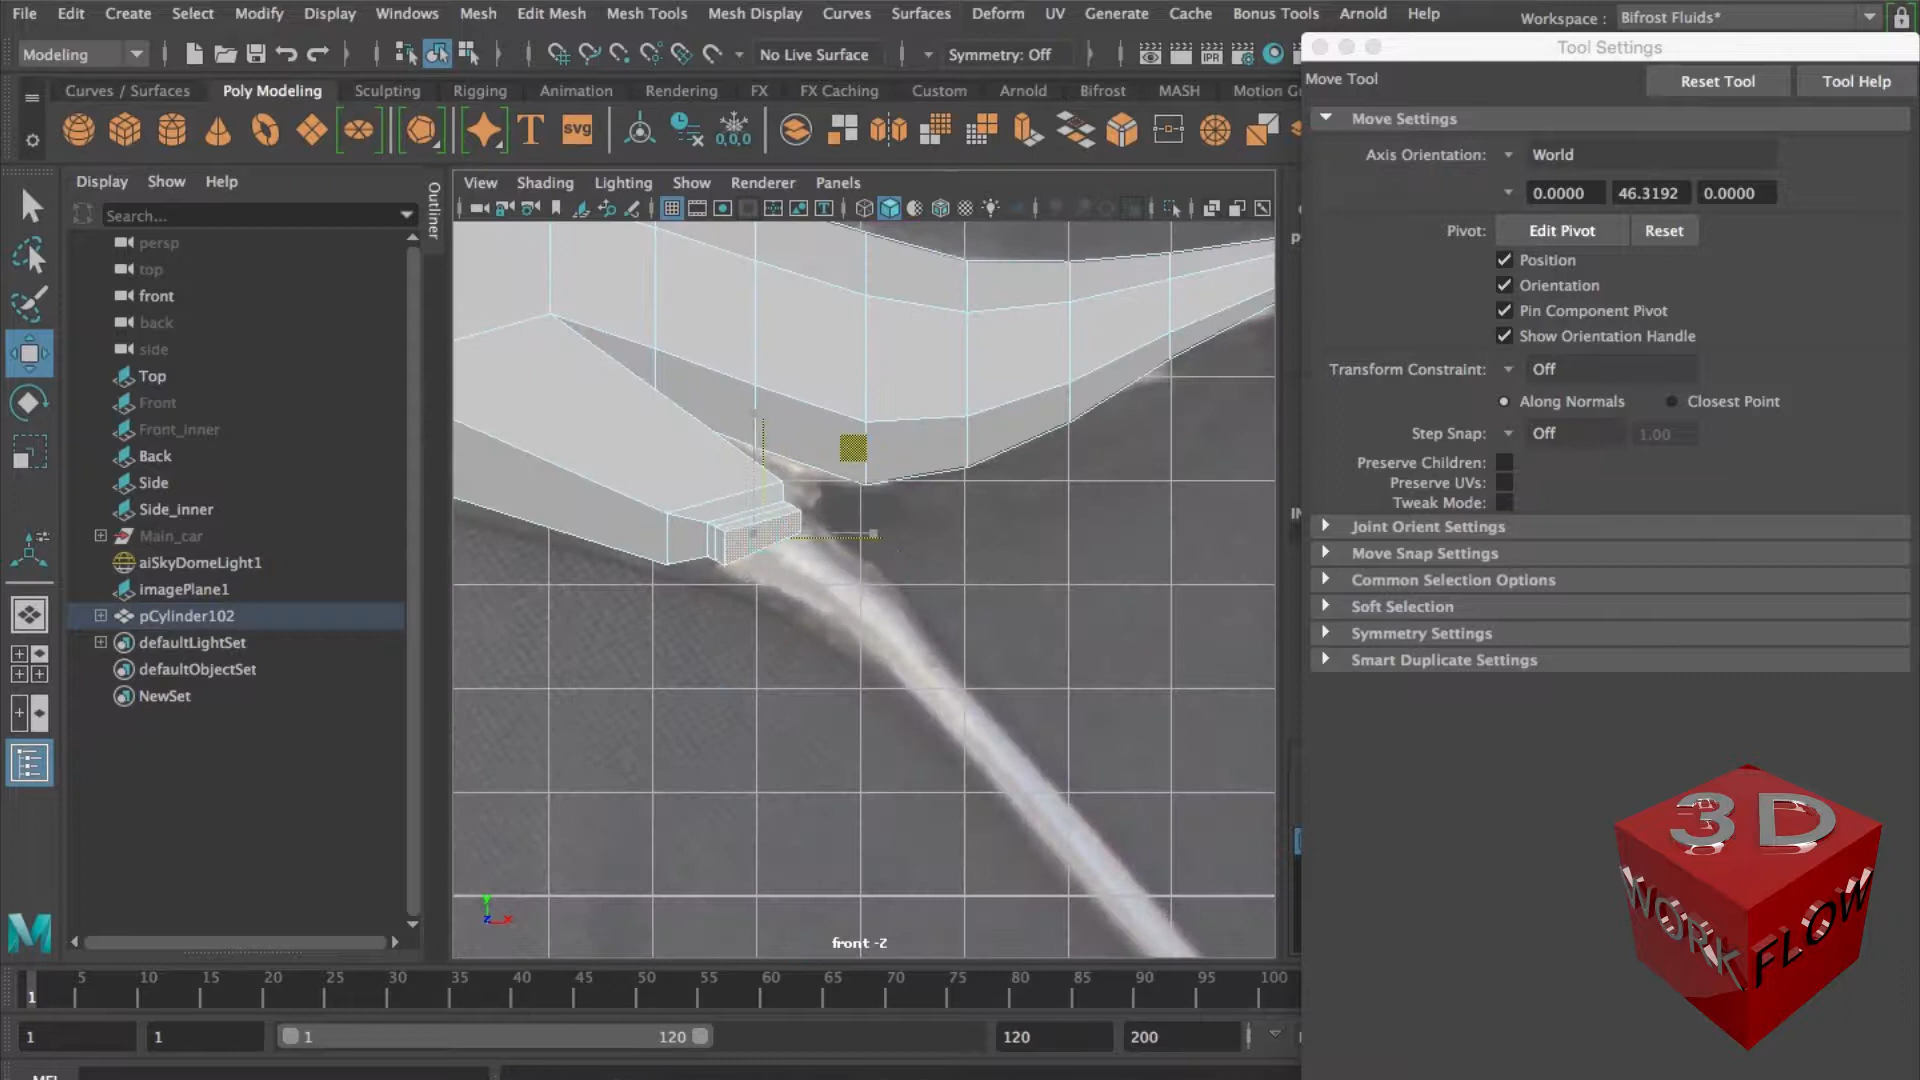 File Edit Create Select Modify Display Windows Mesh Edit Mesh Mesh Tools Mesh Display Curves Surfaces Deform UV Generate Cache Bonus Tools Arnold Help
Workspace : Bifrost Fluids*
Modeling No Live Surface Symmetry: Off IPR
Tool Settings
Move Tool Reset Tool Tool Help
Curves / Surfaces Poly Modeling Sculpting Rigging Animation Rendering FX FX Caching Custom Arnold Bifrost MASH Motion G
T SVG 0,0,0
Move Settings
Axis Orientation: World
0.0000 46.3192 0.0000
Pivot: Edit Pivot Reset
Position
Orientation
Pin Component Pivot
Show Orientation Handle
Transform Constraint: Off
Along Normals Closest Point
Step Snap: Off 1.00
Preserve Children:
Preserve UVs:
Tweak Mode:
Joint Orient Settings
Move Snap Settings
Common Selection Options
Soft Selection
Symmetry Settings
Smart Duplicate Settings
Display Show Help
Search...
Outliner
persp
top
front
back
side
Top
Front
Front_inner
Back
Side
Side_inner
Main_car
aiSkyDomeLight1
imagePlane1
pCylinder102
defaultLightSet
defaultObjectSet
NewSet
View Shading Lighting Show Renderer Panels
y
z x
front -Z
3D
WORK FLOW
M
5 10 15 20 25 30 35 40 45 50 55 60 65 70 75 80 85 90 95 100
1
1 1 1 120 120 200
MEL